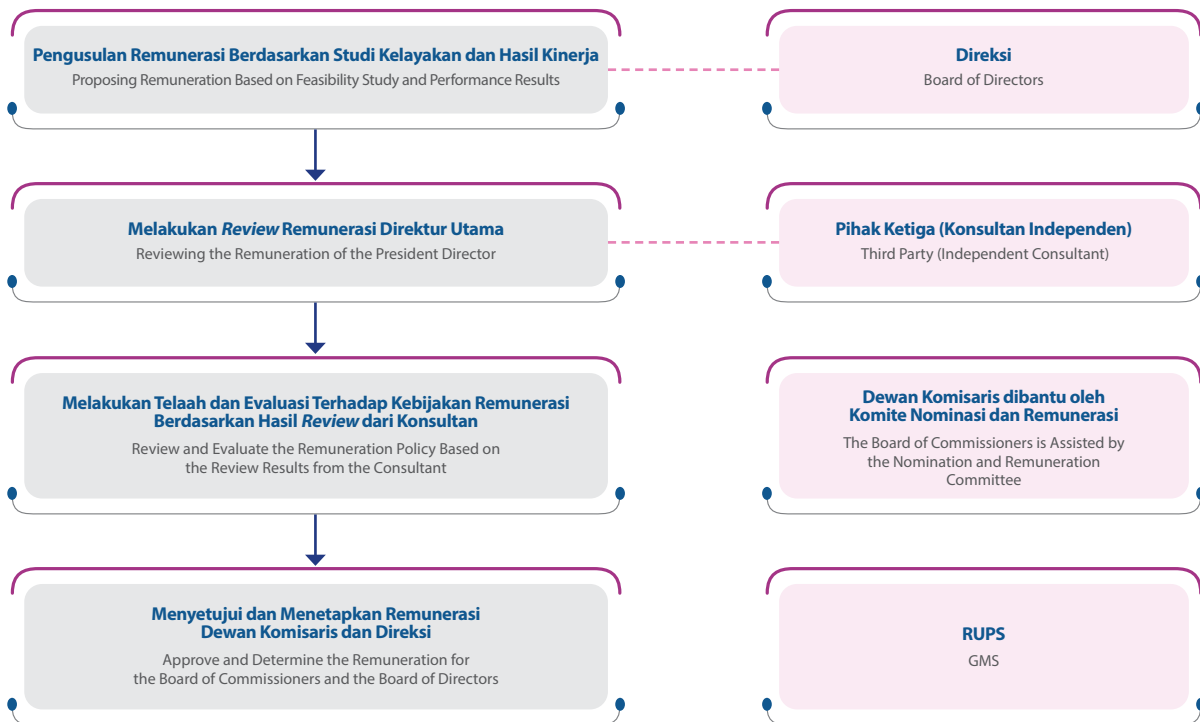 Pengusulan Remunerasi Berdasarkan Studi Kelayakan dan Hasil Kinerja
Proposing Remuneration Based on Feasibility Study and Performance Results
Direksi
Board of Directors
Melakukan Review Remunerasi Direktur Utama
Reviewing the Remuneration of the President Director
Pihak Ketiga (Konsultan Independen)
Third Party (Independent Consultant)
Melakukan Telaah dan Evaluasi Terhadap Kebijakan Remunerasi
Berdasarkan Hasil Review dari Konsultan
Review and Evaluate the Remuneration Policy Based on
the Review Results from the Consultant
Dewan Komisaris dibantu oleh
Komite Nominasi dan Remunerasi
The Board of Commissioners is Assisted by
the Nomination and Remuneration
Committee
Menyetujui dan Menetapkan Remunerasi
Dewan Komisaris dan Direksi
Approve and Determine the Remuneration for
the Board of Commissioners and the Board of Directors
RUPS
GMS